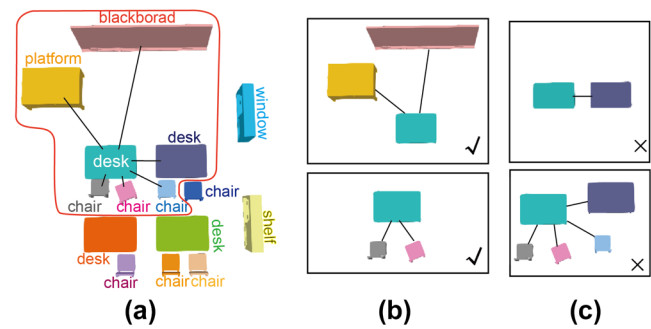 blackborad
platform
window
desk
desk
chair
chair
chair
chair
shelf
desk
desk
chair
chair
chair
(a)
(b)
(c)